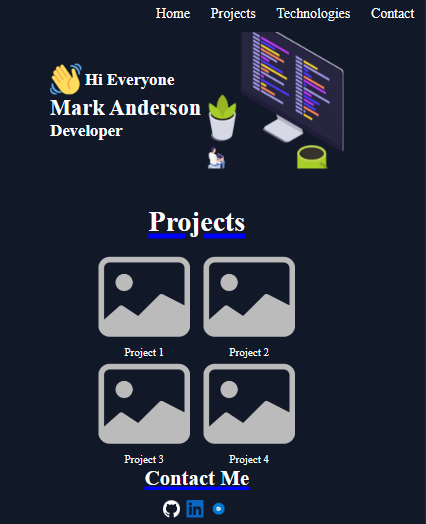 Home Projects Technologies Contact
Hi Everyone
Mark Anderson
Developer
Projects
Project 1 Project 2
Project 3 Project 4
Contact Me
in